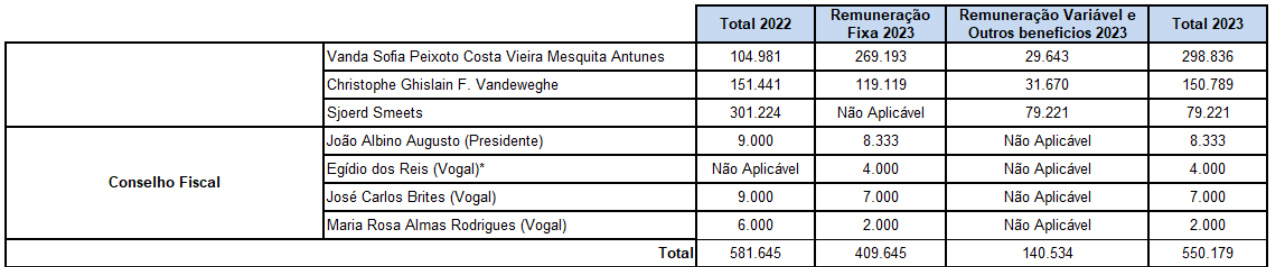 Total 2022 Remuneração Fixa 2023 Remuneração Variável e Outros beneficios 2023 Total 2023
Vanda Sofia Peixoto Costa Vieira Mesquita Antunes 104.981 269.193 29.643 298.836
Christophe Ghislain F. Vandeweghe 151.441 119.119 31.670 150.789
Sjoerd Smeets 301.224 Não Aplicável 79.221 79.221
Conselho Fiscal
João Albino Augusto (Presidente) 9.000 8.333 Não Aplicável 8.333
Egídio dos Reis (Vogal)* Não Aplicável 4.000 Não Aplicável 4.000
José Carlos Brites (Vogal) 9.000 7.000 Não Aplicável 7.000
Maria Rosa Almas Rodrigues (Vogal) 6.000 2.000 Não Aplicável 2.000
Total 581.645 409.645 140.534 550.179